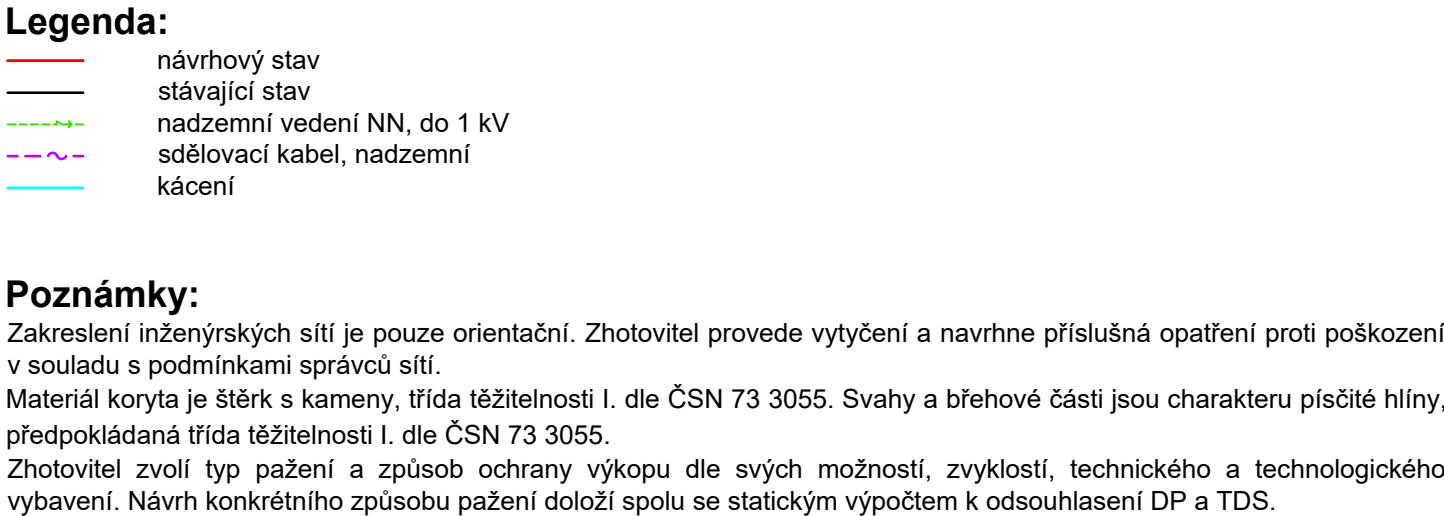 Legenda:
návrhový stav
stávající stav
nadzemní vedení NN, do 1 kV
sdělovací kabel, nadzemní
kácení
Poznámky:
Zakreslení inženýrských sítí je pouze orientační. Zhotovitel provede vytyčení a navrhne příslušná opatření proti poškození
v souladu s podmínkami správců sítí.
Materiál koryta je štěrk s kameny, třída těžitelnosti I. dle ČSN 73 3055. Svahy a břehové části jsou charakteru písčité hlíny,
předpokládaná třída těžitelnosti I. dle ČSN 73 3055.
Zhotovitel zvolí typ pažení a způsob ochrany výkopu dle svých možností, zvyklostí, technického a technologického
vybavení. Návrh konkrétního způsobu pažení doloží spolu se statickým výpočtem k odsouhlasení DP a TDS.